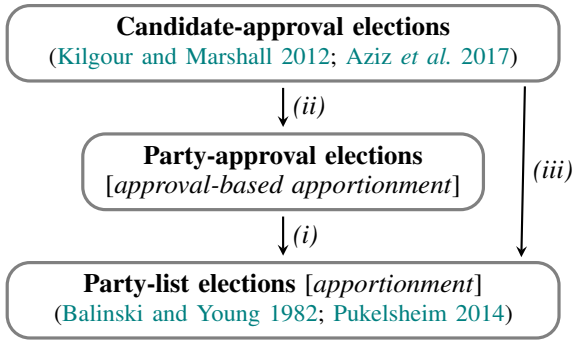 Candidate-approval elections
(Kilgour and Marshall 2012; Aziz et al. 2017)
(ii)
Party-approval elections
[approval-based apportionment]
(iii)
(i)
Party-list elections [apportionment]
(Balinski and Young 1982; Pukelsheim 2014)